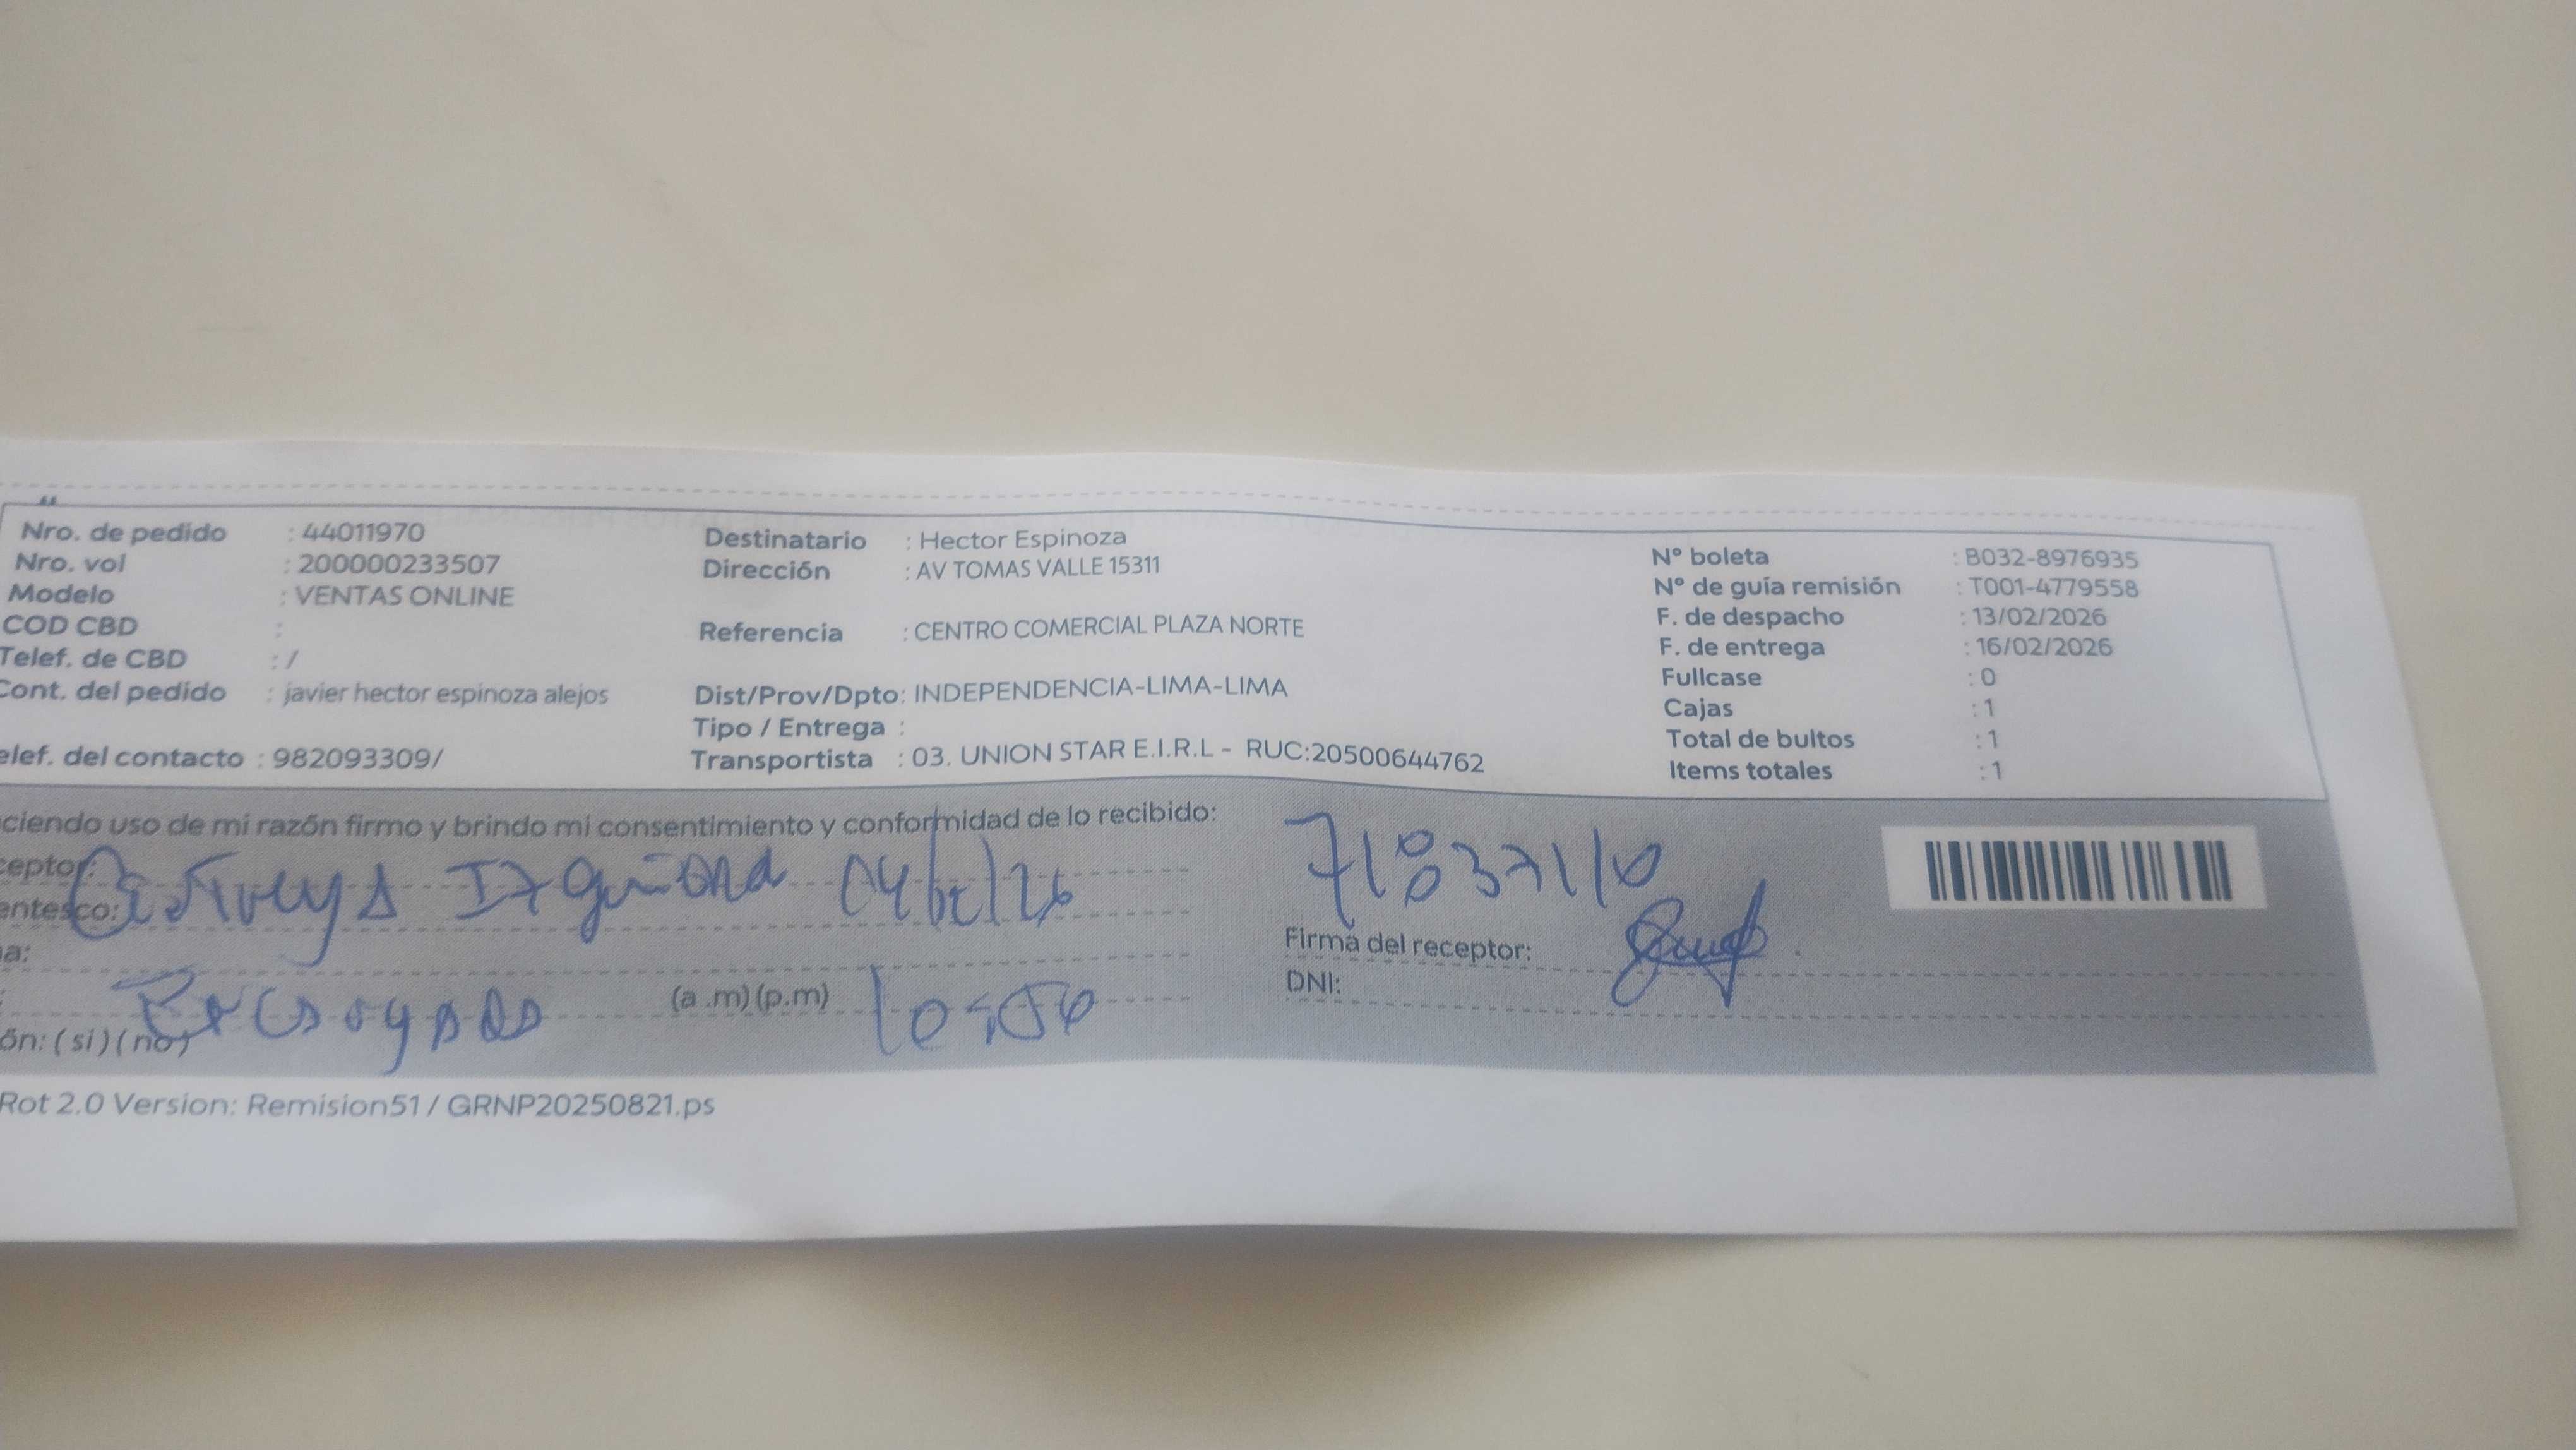 Nro. de pedido : 44011970
Nro. vol : 200000233507
Modelo : VENTAS ONLINE
COD CBD :
Telef. de CBD : /
Cont. del pedido : javier hector espinoza alejos
elef. del contacto : 982093309/
Destinatario : Hector Espinoza
Dirección : AV TOMAS VALLE 15311
Referencia : CENTRO COMERCIAL PLAZA NORTE
Dist/Prov/Dpto: INDEPENDENCIA-LIMA-LIMA
Tipo / Entrega :
Transportista : 03. UNION STAR E.I.R.L - RUC:20500644762
Nº boleta : B032-8976935
Nº de guía remisión : T001-4779558
F. de despacho : 13/02/2026
F. de entrega : 16/02/2026
Fullcase : 0
Cajas : 1
Total de bultos : 1
Items totales : 1
ciendo uso de mi razón firmo y brindo mi consentimiento y conformidad de lo recibido:
ceptor:
entesco:
a:
(a .m) (p.m)
ón: ( si ) ( no )
Firma del receptor:
DNI:
Rot 2.0 Version: Remision51 / GRNP20250821.ps